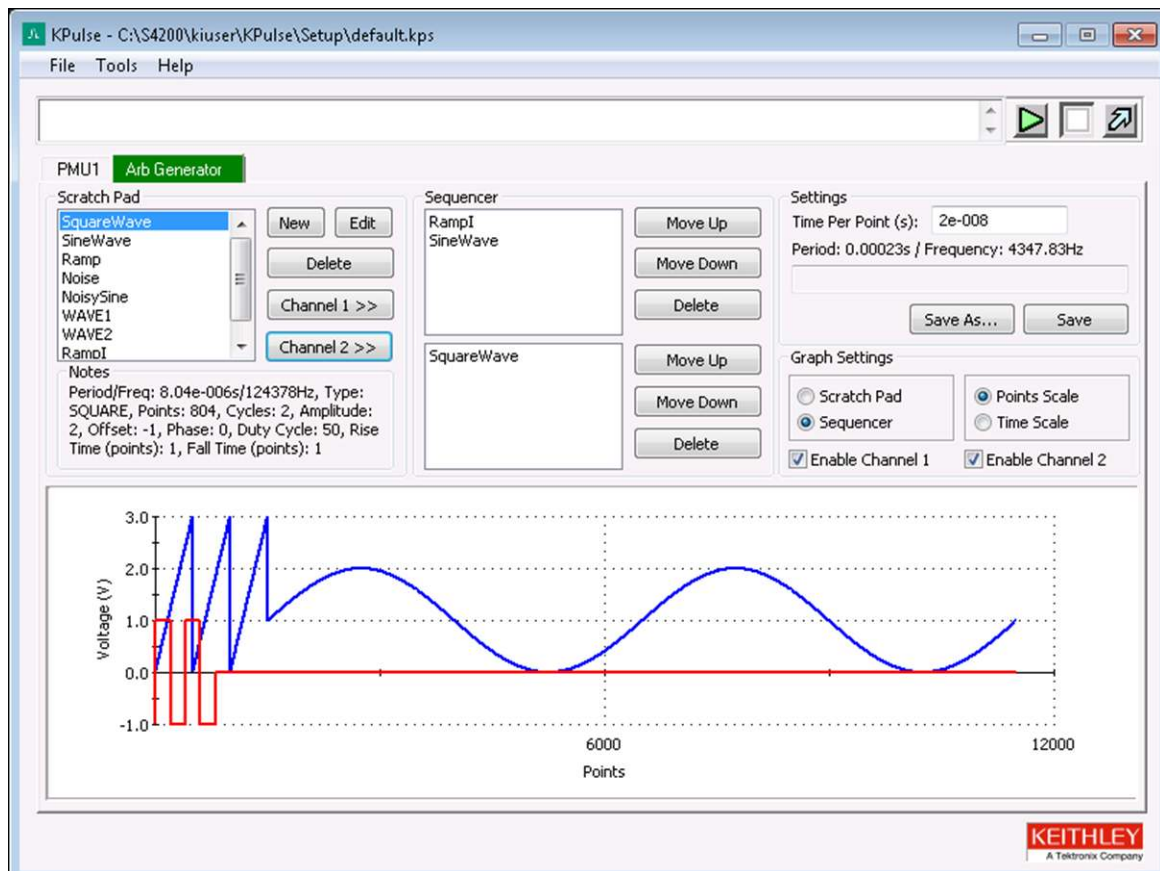 KPulse - C:\S4200\kiuser\KPulse\Setup\default.kps
File Tools Help
PMU1 Arb Generator
Scratch Pad
SquareWave
SineWave
Ramp
Noise
NoisySine
WAVE1
WAVE2
RampI
New Edit
Delete
Channel 1 >>
Channel 2 >>
Notes
Period/Freq: 8.04e-006s/124378Hz, Type:
SQUARE, Points: 804, Cycles: 2, Amplitude:
2, Offset: -1, Phase: 0, Duty Cycle: 50, Rise
Time (points): 1, Fall Time (points): 1
Sequencer
RampI
SineWave
Move Up
Move Down
Delete
SquareWave
Move Up
Move Down
Delete
Settings
Time Per Point (s): 2e-008
Period: 0.00023s / Frequency: 4347.83Hz
Save As... Save
Graph Settings
Scratch Pad
Sequencer
Points Scale
Time Scale
Enable Channel 1 Enable Channel 2
3.0
2.0
1.0
0.0
-1.0
Voltage (V)
6000 12000
Points
KEITHLEY
A Tektronix Company